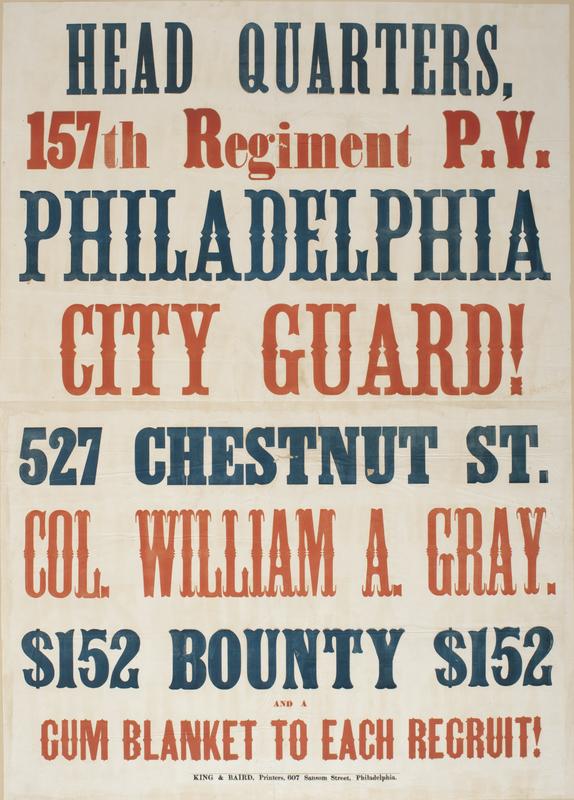 HEAD QUARTERS,
157th Regiment P.V.
PHILADELPHIA
CITY GUARD!
527 CHESTNUT ST.
COL. WILLIAM A. GRAY.
$152 BOUNTY $152
AND A
GUM BLANKET TO EACH RECRUIT!
KING & BAIRD, Printers, 607 Sansom Street, Philadelphia.